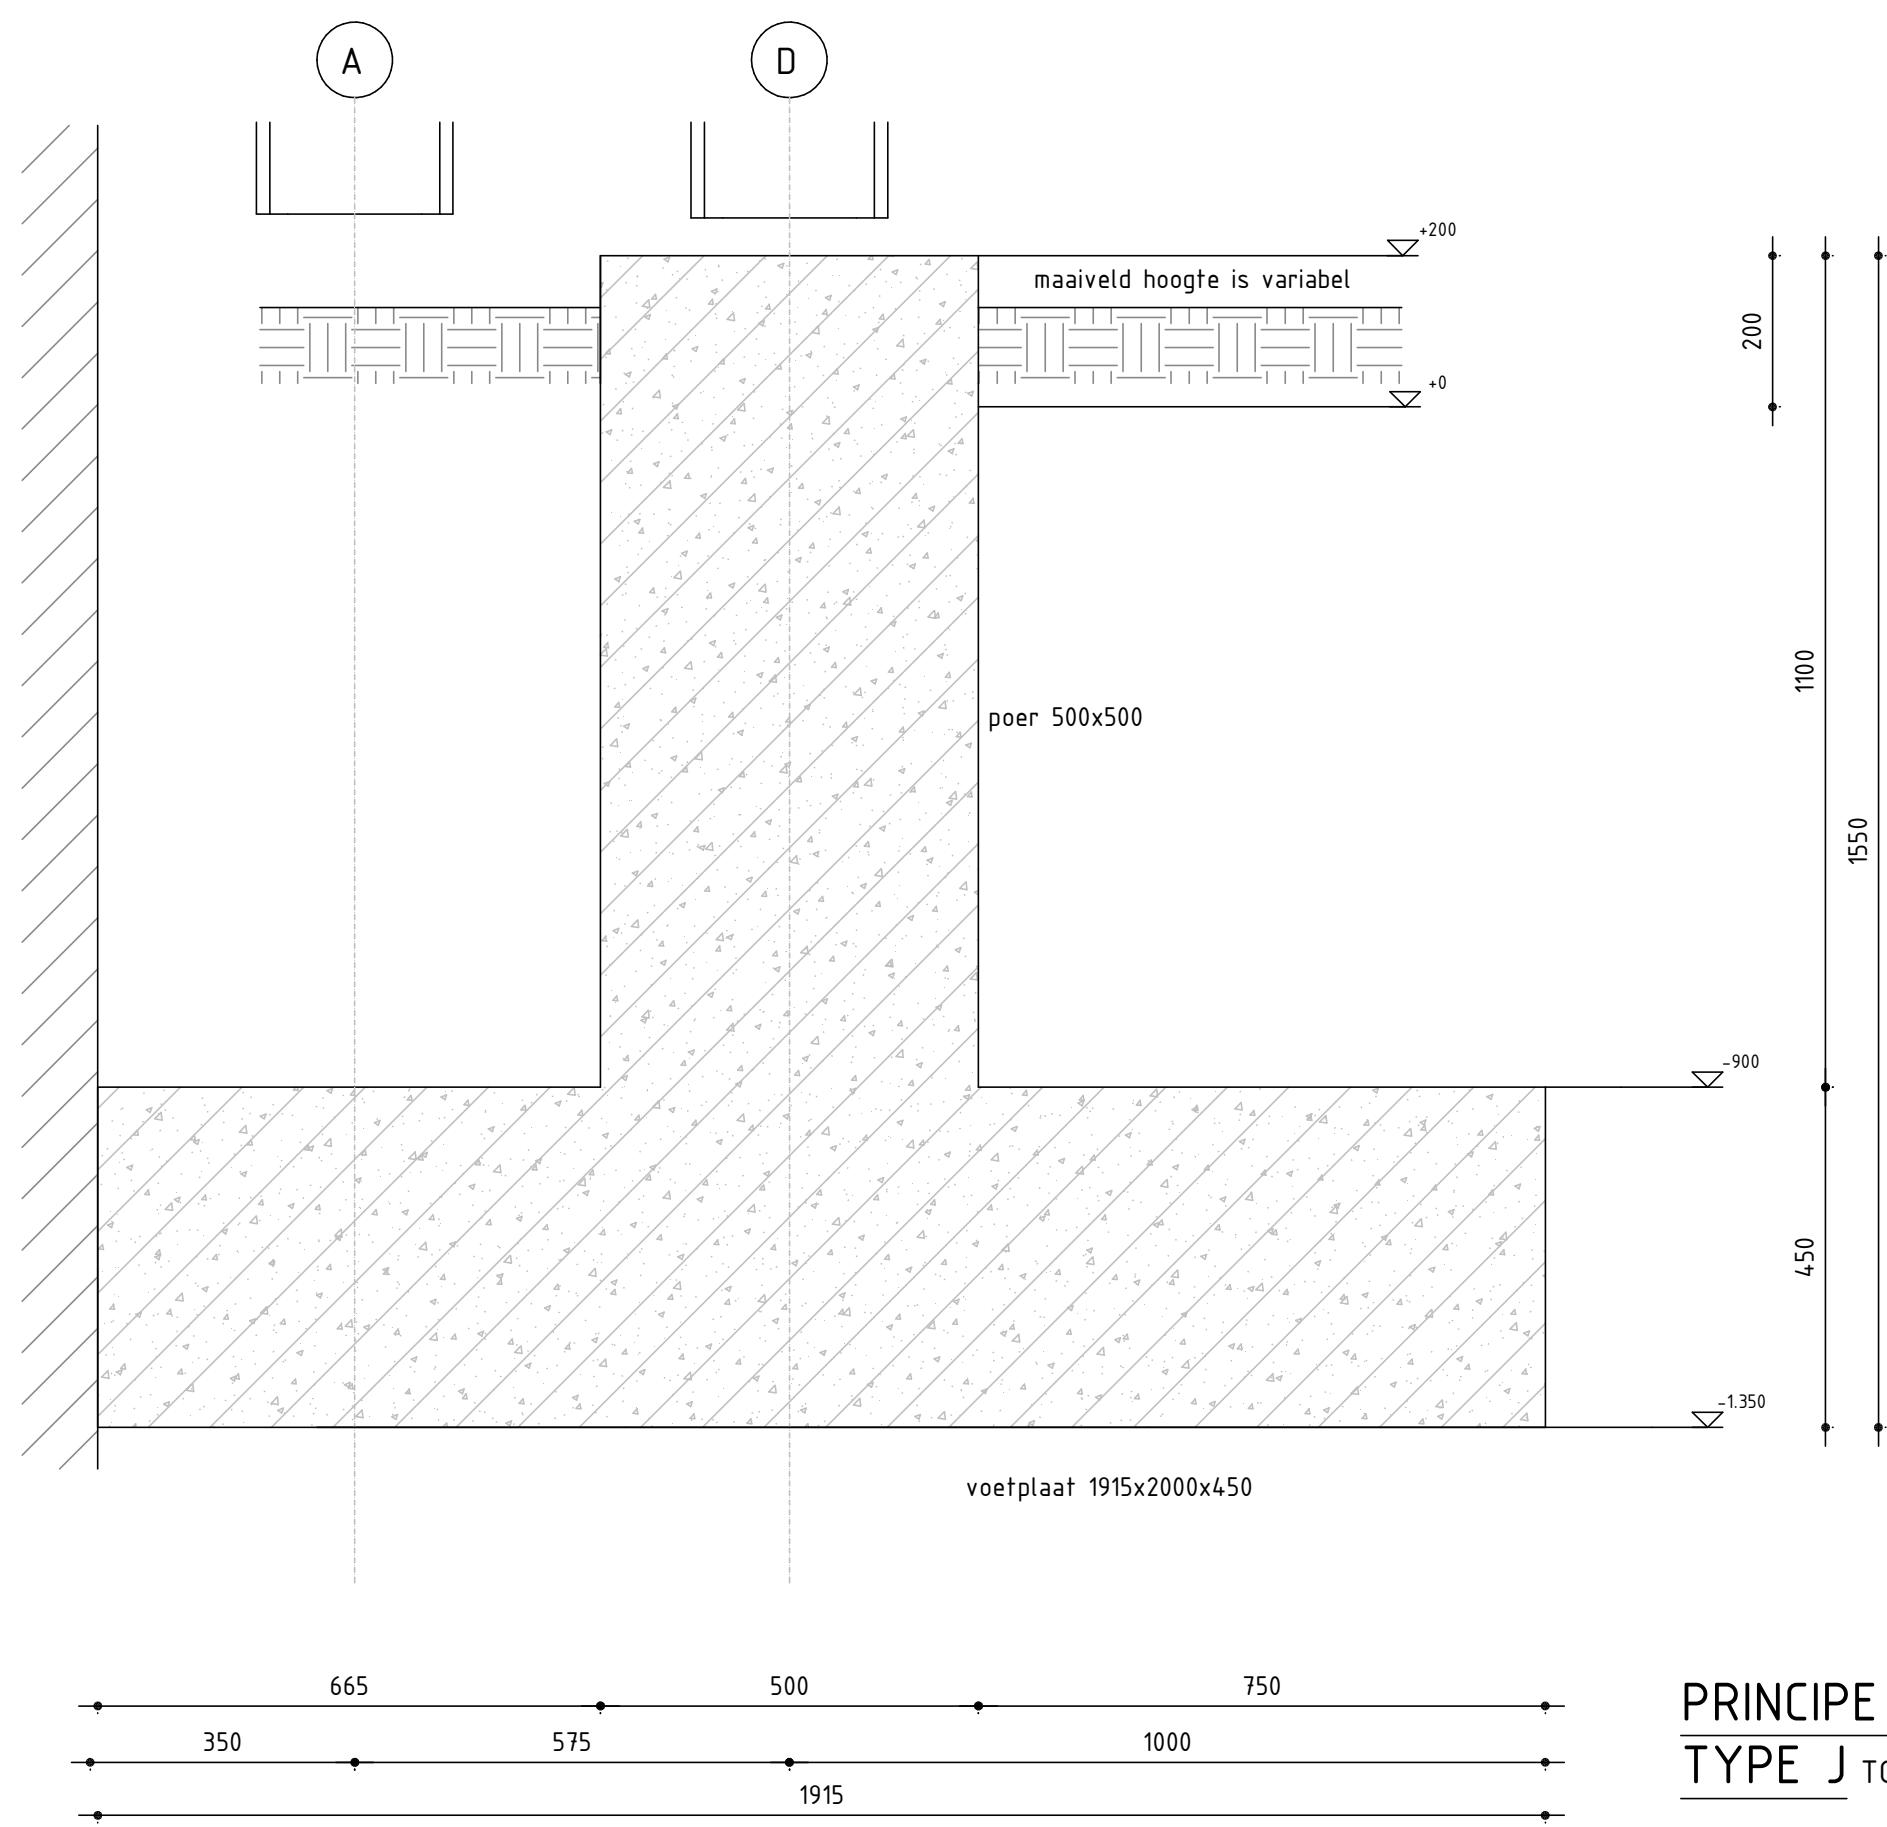 A
D
+200
maaiveld hoogte is variabel
200
+0
1100
poer 500x500
1550
-900
450
-1.350
voetplaat 1915x2000x450
665
500
750
350
575
1000
1915
PRINCIPE
TYPE J